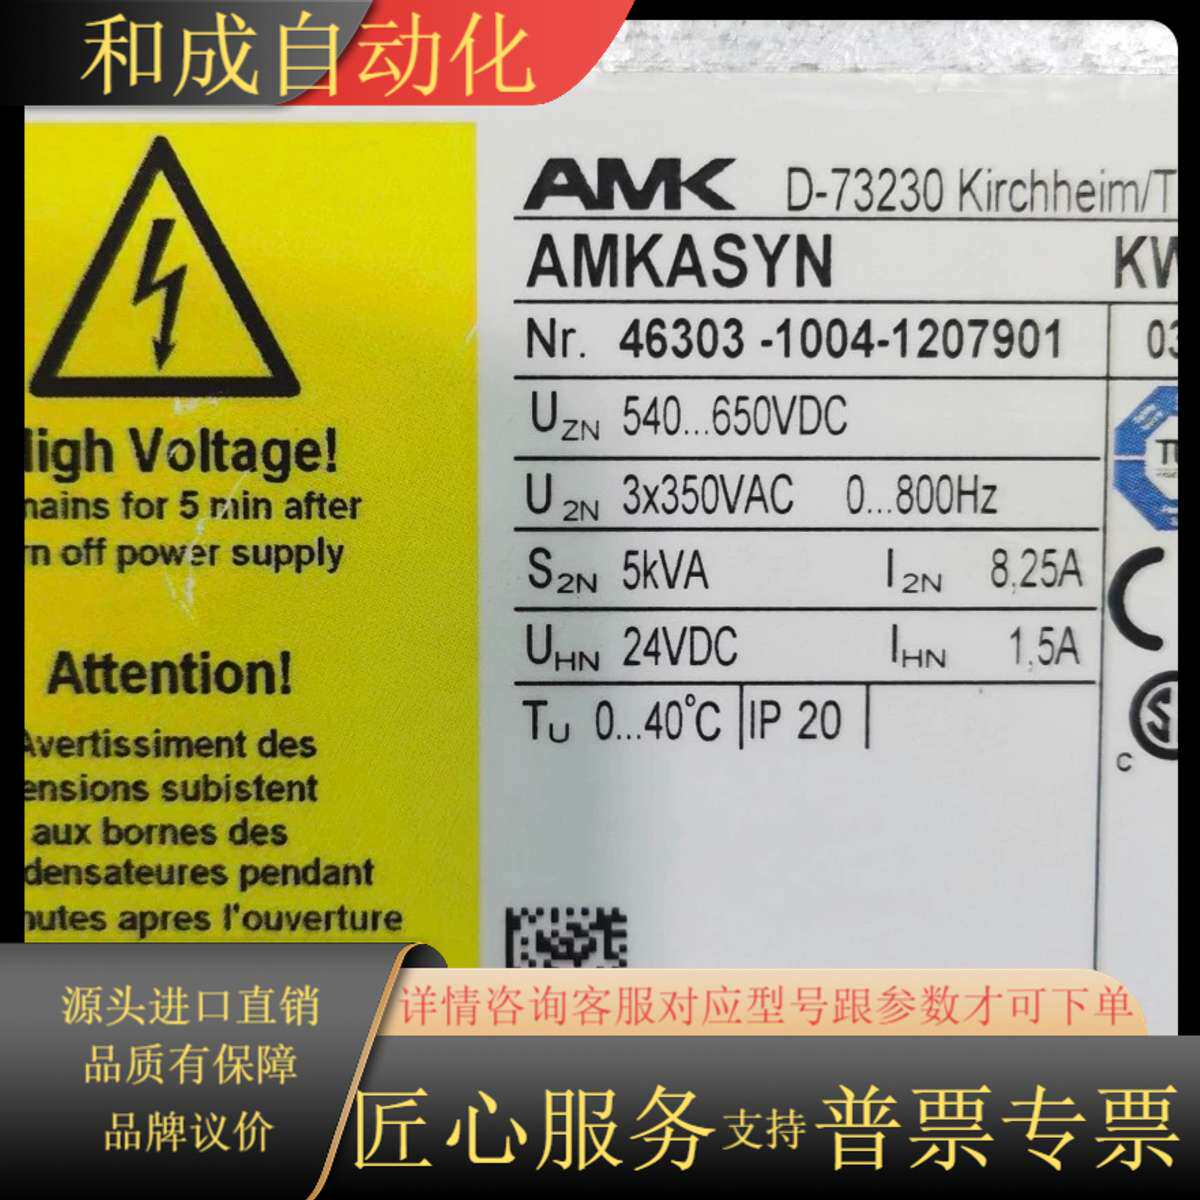 和成自动化
High Voltage!
mains for 5 min after
rn off power supply
Attention!
Avertissiment des
ensions subistent
aux bornes des
densateures pendant
nutes apres l'ouverture
AMK D-73230 Kirchheim/T
AMKASYN KW
Nr. 46303 -1004-1207901 03
UZN 540...650VDC
U2N 3x350VAC 0...800Hz
S2N 5kVA I2N 8,25A
UHN 24VDC IHN 1,5A
TU 0...40°C IP 20
TÜ
C
S
C
源头进口直销
品质有保障
品牌议价
详情咨询客服对应型号跟参数才可下单
匠心服务支持普票专票